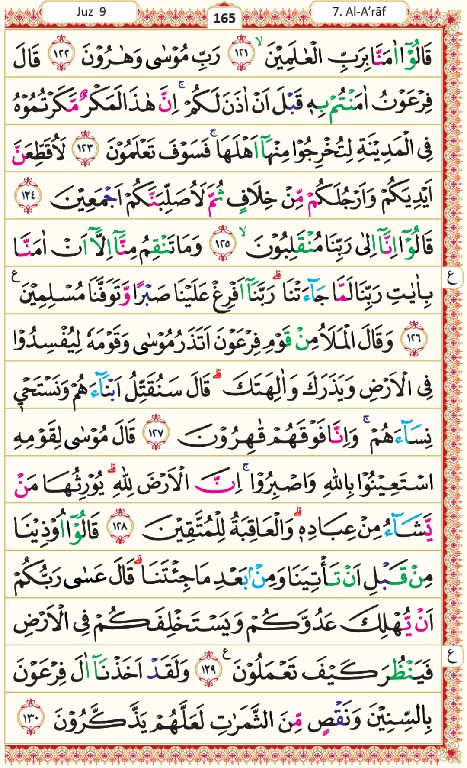 Juz 9
165
7. Al-A'rāf
قَالُوْٓا اٰمَنَّا بِرَبِّ الْعٰلَمِيْنَ ۙ ١٢١ رَبِّ مُوْسٰى وَهٰرُوْنَ ١٢٢ قَالَ
فِرْعَوْنُ اٰمَنْتُمْ بِهٖ قَبْلَ اَنْ اٰذَنَ لَكُمْ ۚ اِنَّ هٰذَا لَمَكْرٌ مَّكَرْتُمُوْهُ
فِى الْمَدِيْنَةِ لِتُخْرِجُوْا مِنْهَآ اَهْلَهَا ۚ فَسَوْفَ تَعْلَمُوْنَ ١٢٣ لَاُقَطِّعَنَّ
اَيْدِيَكُمْ وَاَرْجُلَكُمْ مِّنْ خِلَافٍ ثُمَّ لَاُصَلِّبَنَّكُمْ اَجْمَعِيْنَ ١٢٤
قَالُوْٓا اِنَّآ اِلٰى رَبِّنَا مُنْقَلِبُوْنَ ۙ ١٢٥ وَمَا تَنْقِمُ مِنَّآ اِلَّآ اَنْ اٰمَنَّا
بِاٰيٰتِ رَبِّنَا لَمَّا جَآءَتْنَا ۗ رَبَّنَآ اَفْرِغْ عَلَيْنَا صَبْرًا وَّتَوَفَّنَا مُسْلِمِيْنَ ࣖ
ع
١٢٦ وَقَالَ الْمَلَاُ مِنْ قَوْمِ فِرْعَوْنَ اَتَذَرُ مُوْسٰى وَقَوْمَهٗ لِيُفْسِدُوْا
فِى الْاَرْضِ وَيَذَرَكَ وَاٰلِهَتَكَ ۗ قَالَ سَنُقَتِّلُ اَبْنَآءَهُمْ وَنَسْتَحْيٖ
نِسَآءَهُمْ ۚ وَاِنَّا فَوْقَهُمْ قٰهِرُوْنَ ١٢٧ قَالَ مُوْسٰى لِقَوْمِهِ
اسْتَعِيْنُوْا بِاللّٰهِ وَاصْبِرُوْا ۚ اِنَّ الْاَرْضَ لِلّٰهِ ۗ يُوْرِثُهَا مَنْ
يَّشَآءُ مِنْ عِبَادِهٖ ۗ وَالْعَاقِبَةُ لِلْمُتَّقِيْنَ ١٢٨ قَالُوْٓا اُوْذِيْنَا
مِنْ قَبْلِ اَنْ تَأْتِيَنَا وَمِنْۢ بَعْدِ مَا جِئْتَنَا ۗ قَالَ عَسٰى رَبُّكُمْ
اَنْ يُّهْلِكَ عَدُوَّكُمْ وَيَسْتَخْلِفَكُمْ فِى الْاَرْضِ
فَيَنْظُرَ كَيْفَ تَعْمَلُوْنَ ࣖ ١٢٩ وَلَقَدْ اَخَذْنَآ اٰلَ فِرْعَوْنَ
ع
بِالسِّنِيْنَ وَنَقْصٍ مِّنَ الثَّمَرٰتِ لَعَلَّهُمْ يَذَّكَّرُوْنَ ١٣٠